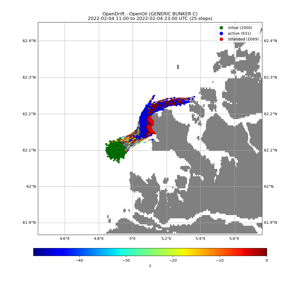 OpenDrift - OpenOil (GENERIC BUNKER C)
2022-02-04 11:00 to 2022-02-04 23:00 UTC (25 steps)
initial (2000)
active (931)
stranded (1069)
62.4°N 62.4°N
62.3°N 62.3°N
62.2°N 62.2°N
62.1°N 62.1°N
62°N 62°N
61.9°N 61.9°N
4.6°E 4.8°E 5°E 5.2°E 5.4°E 5.6°E
−40 −30 −20 −10 0